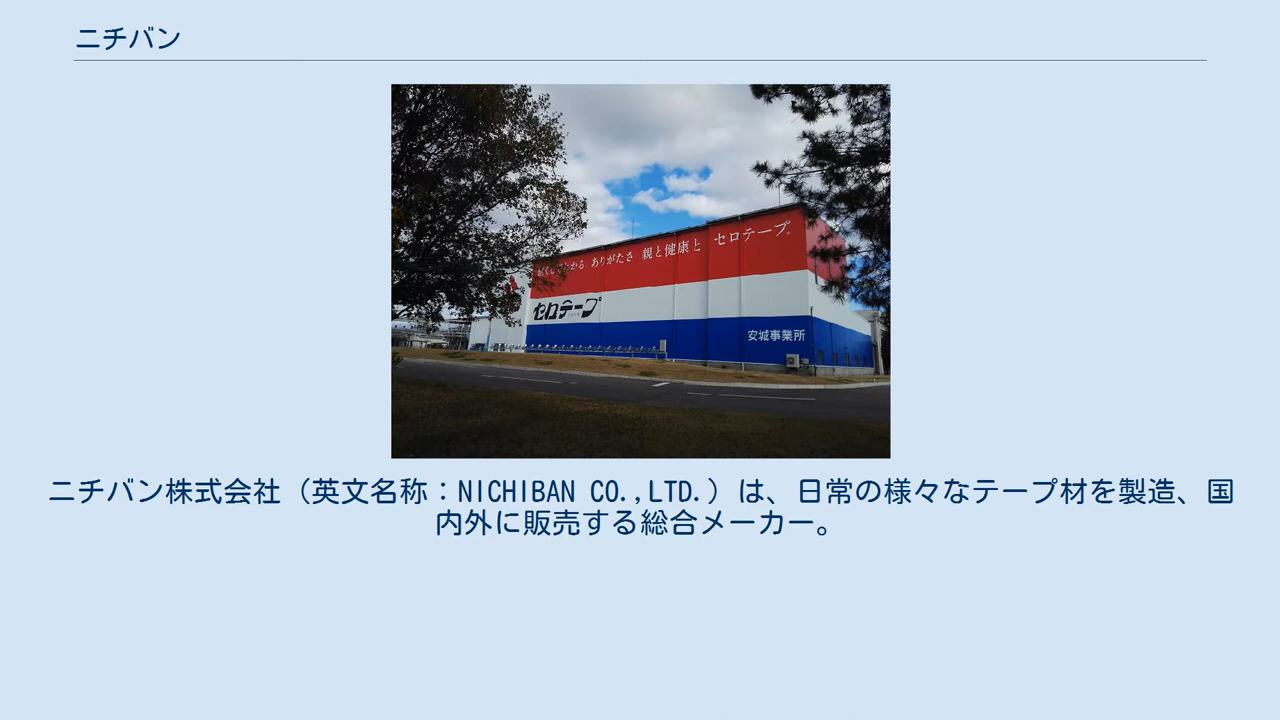 ニチバン
わかる ありがたさ 親と健康と セロテープ
セロテープ
安城事業所
ニチバン株式会社（英文名称：NICHIBAN CO.,LTD.）は、日常の様々なテープ材を製造、国
内外に販売する総合メーカー。